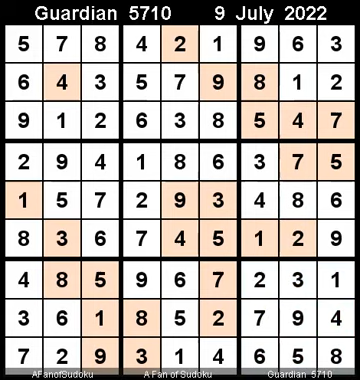 Guardian 5710 9 July 2022
5 7 8 4 2 1 9 6 3
6 4 3 5 7 9 8 1 2
9 1 2 6 3 8 5 4 7
2 9 4 1 8 6 3 7 5
1 5 7 2 9 3 4 8 6
8 3 6 7 4 5 1 2 9
4 8 5 9 6 7 2 3 1
3 6 1 8 5 2 7 9 4
7 2 9 3 1 4 6 5 8
AFanofSudoku A Fan of Sudoku Guardian 5710